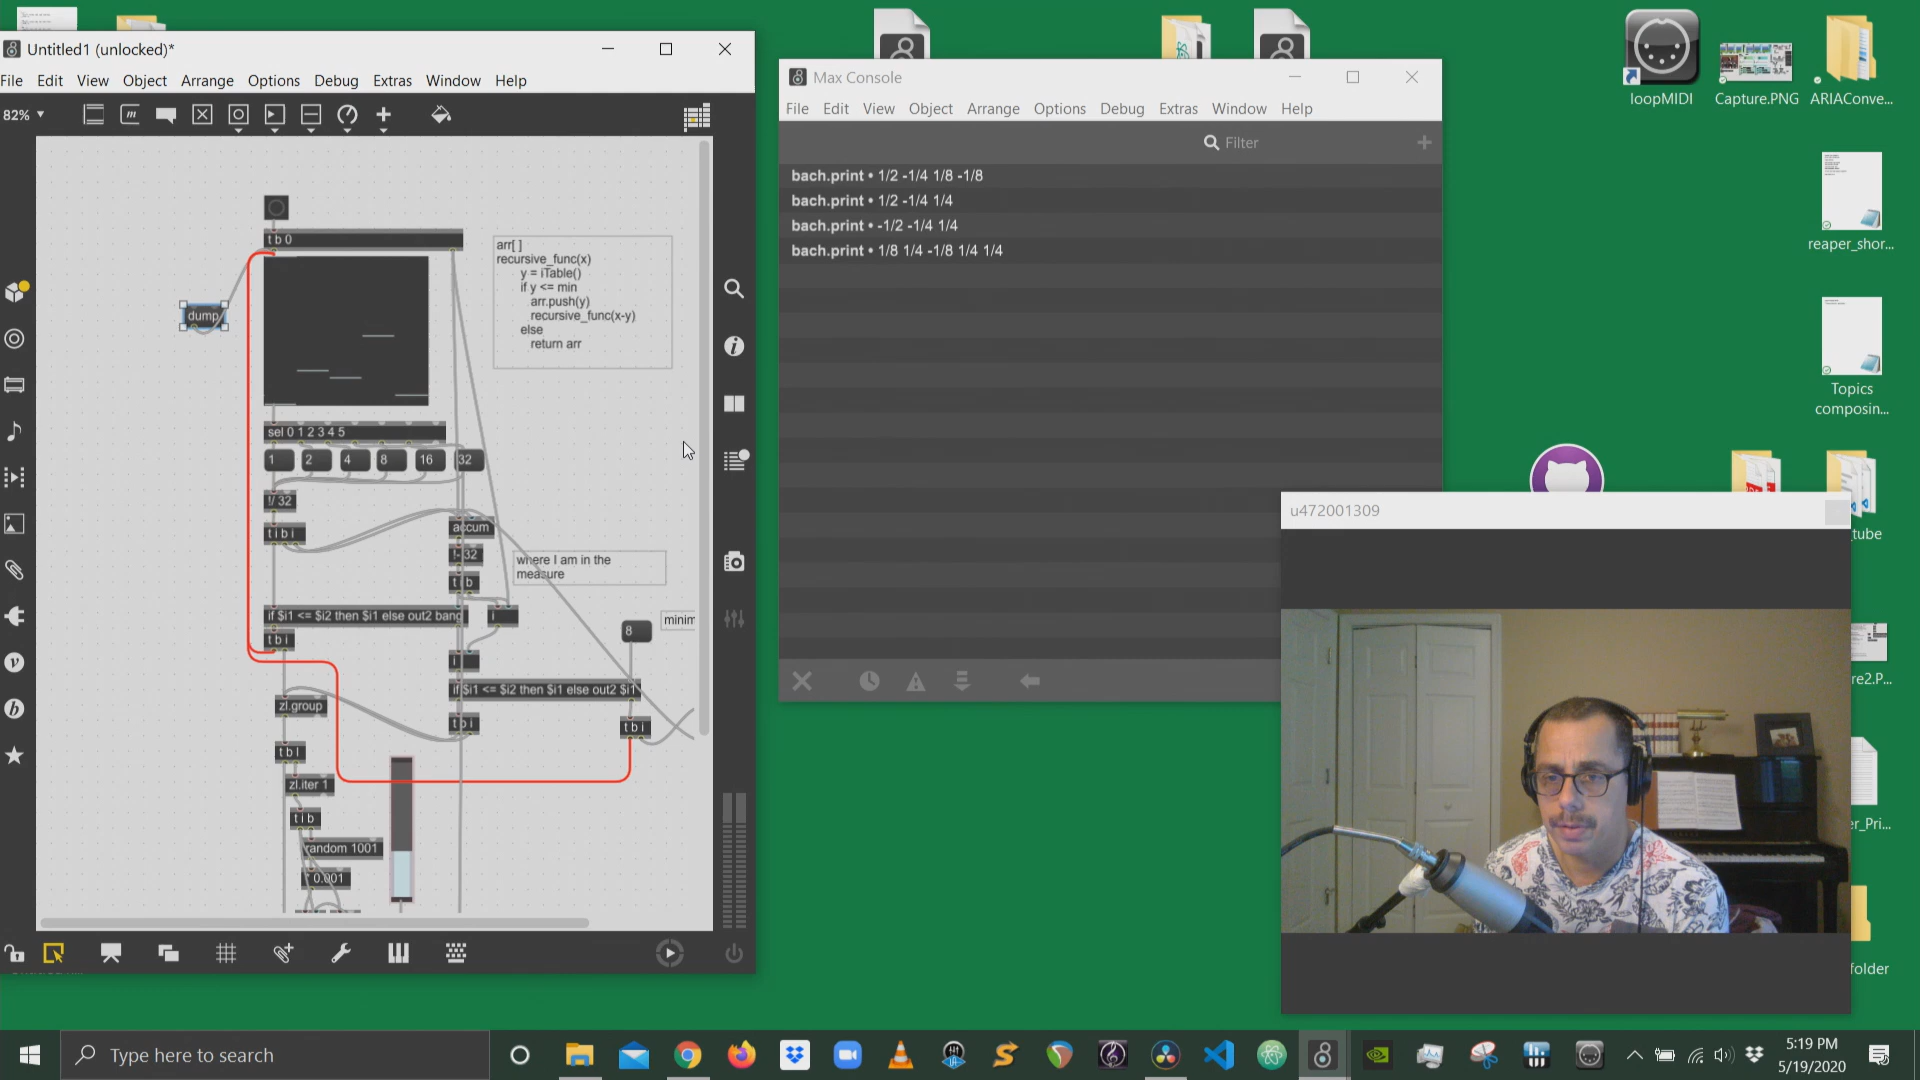 Untitled1 (unlocked)*
File Edit View Object Arrange Options Debug Extras Window Help
82%
t b 0
arr[ ]
recursive_func(x)
y = iTable()
if y <= min
arr.push(y)
recursive_func(x-y)
else
return arr
dump
sel 0 1 2 3 4 5
1 2 4 8 16 32
!/ 32
t i b i
accum
!- 32
where I am in the
measure
if $i1 <= $i2 then $i1 else out2 bang
i
8
minim
t b i
i
if $i1 <= $i2 then $i1 else out2 $i1
zl.group
t b i
t b i
t b l
zl.iter 1
t i b
random 1001
* 0.001
Max Console
File Edit View Object Arrange Options Debug Extras Window Help
Filter
bach.print • 1/2 -1/4 1/8 -1/8
bach.print • 1/2 -1/4 1/4
bach.print • -1/2 -1/4 1/4
bach.print • 1/8 1/4 -1/8 1/4 1/4
loopMIDI
Capture.PNG
ARIAConve...
reaper_shor...
Topics
composin...
u472001309
_tube
re2.P...
er_Pri...
folder
Type here to search
5:19 PM
5/19/2020